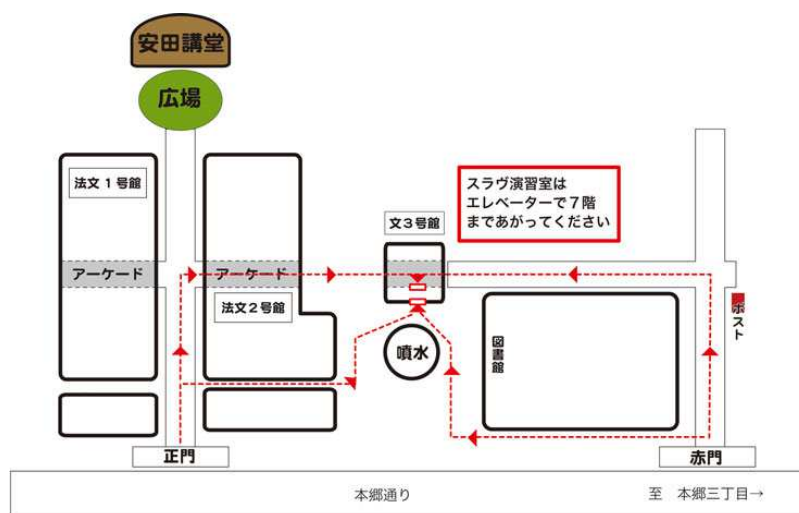 安田講堂
広場
法文1号館
スラヴ演習室は
エレベーターで7階
まであがってください
文3号館
アーケード
アーケード
法文2号館
ポスト
噴水
図書館
正門
赤門
本郷通り
至 本郷三丁目→